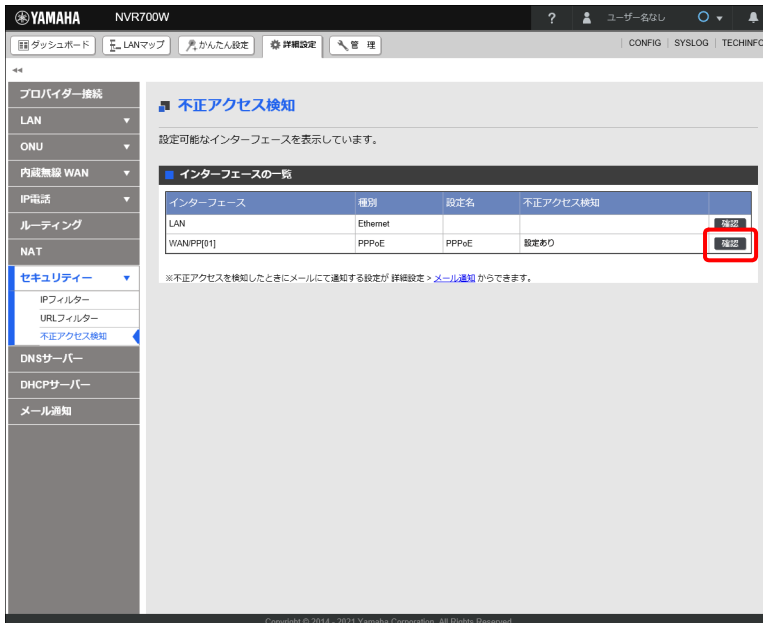 YAMAHA NVR700W ? ユーザー名なし
ダッシュボード LANマップ かんたん設定 詳細設定 管 理 CONFIG | SYSLOG | TECHINFO
◂◂
プロバイダー接続
LAN ▼
ONU ▼
内蔵無線 WAN ▼
IP電話 ▼
ルーティング
NAT
セキュリティー ▼
IPフィルター
URLフィルター
不正アクセス検知
DNSサーバー
DHCPサーバー
メール通知
不正アクセス検知
設定可能なインターフェースを表示しています。
インターフェースの一覧
インターフェース 種別 設定名 不正アクセス検知
LAN Ethernet 確認
WAN/PP[01] PPPoE PPPoE 設定あり 確認
※不正アクセスを検知したときにメールにて通知する設定が 詳細設定 > メール通知 からできます。
Copyright © 2014 - 2021 Yamaha Corporation. All Rights Reserved.